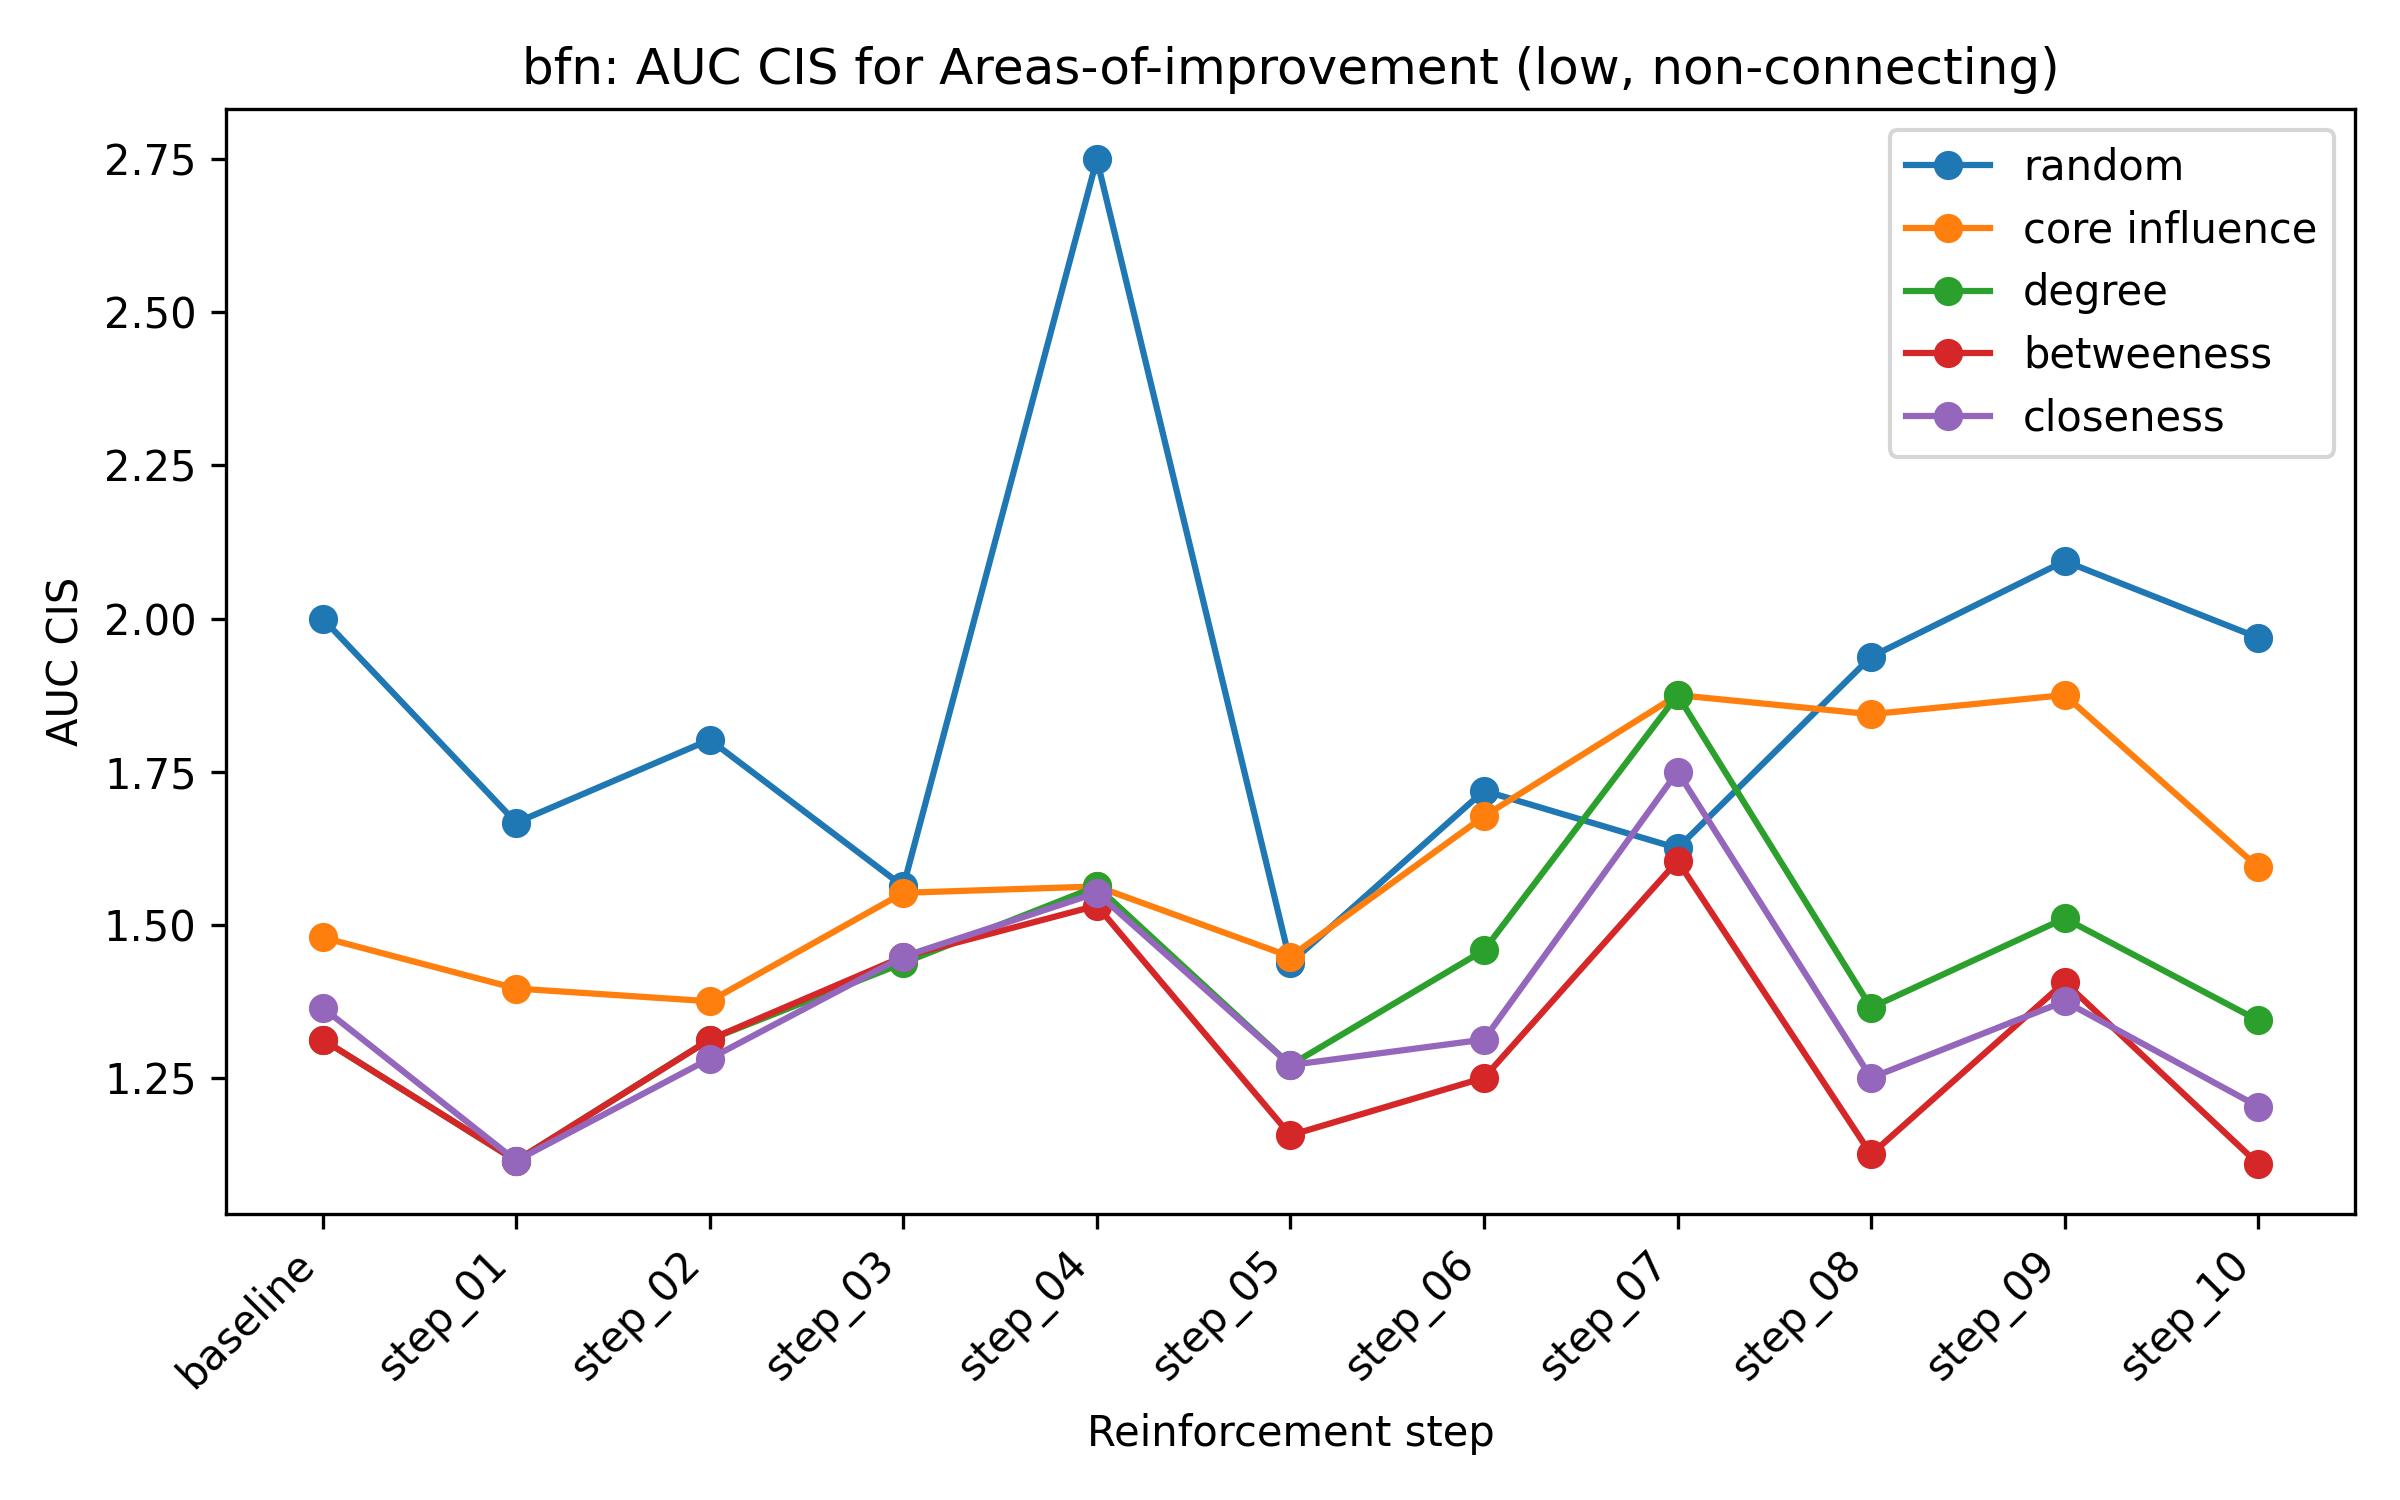 bfn: AUC CIS for Areas-of-improvement (low, non-connecting)
AUC CIS
2.75
2.50
2.25
2.00
1.75
1.50
1.25
random
core influence
degree
betweeness
closeness
baseline
step_01
step_02
step_03
step_04
step_05
step_06
step_07
step_08
step_09
step_10
Reinforcement step